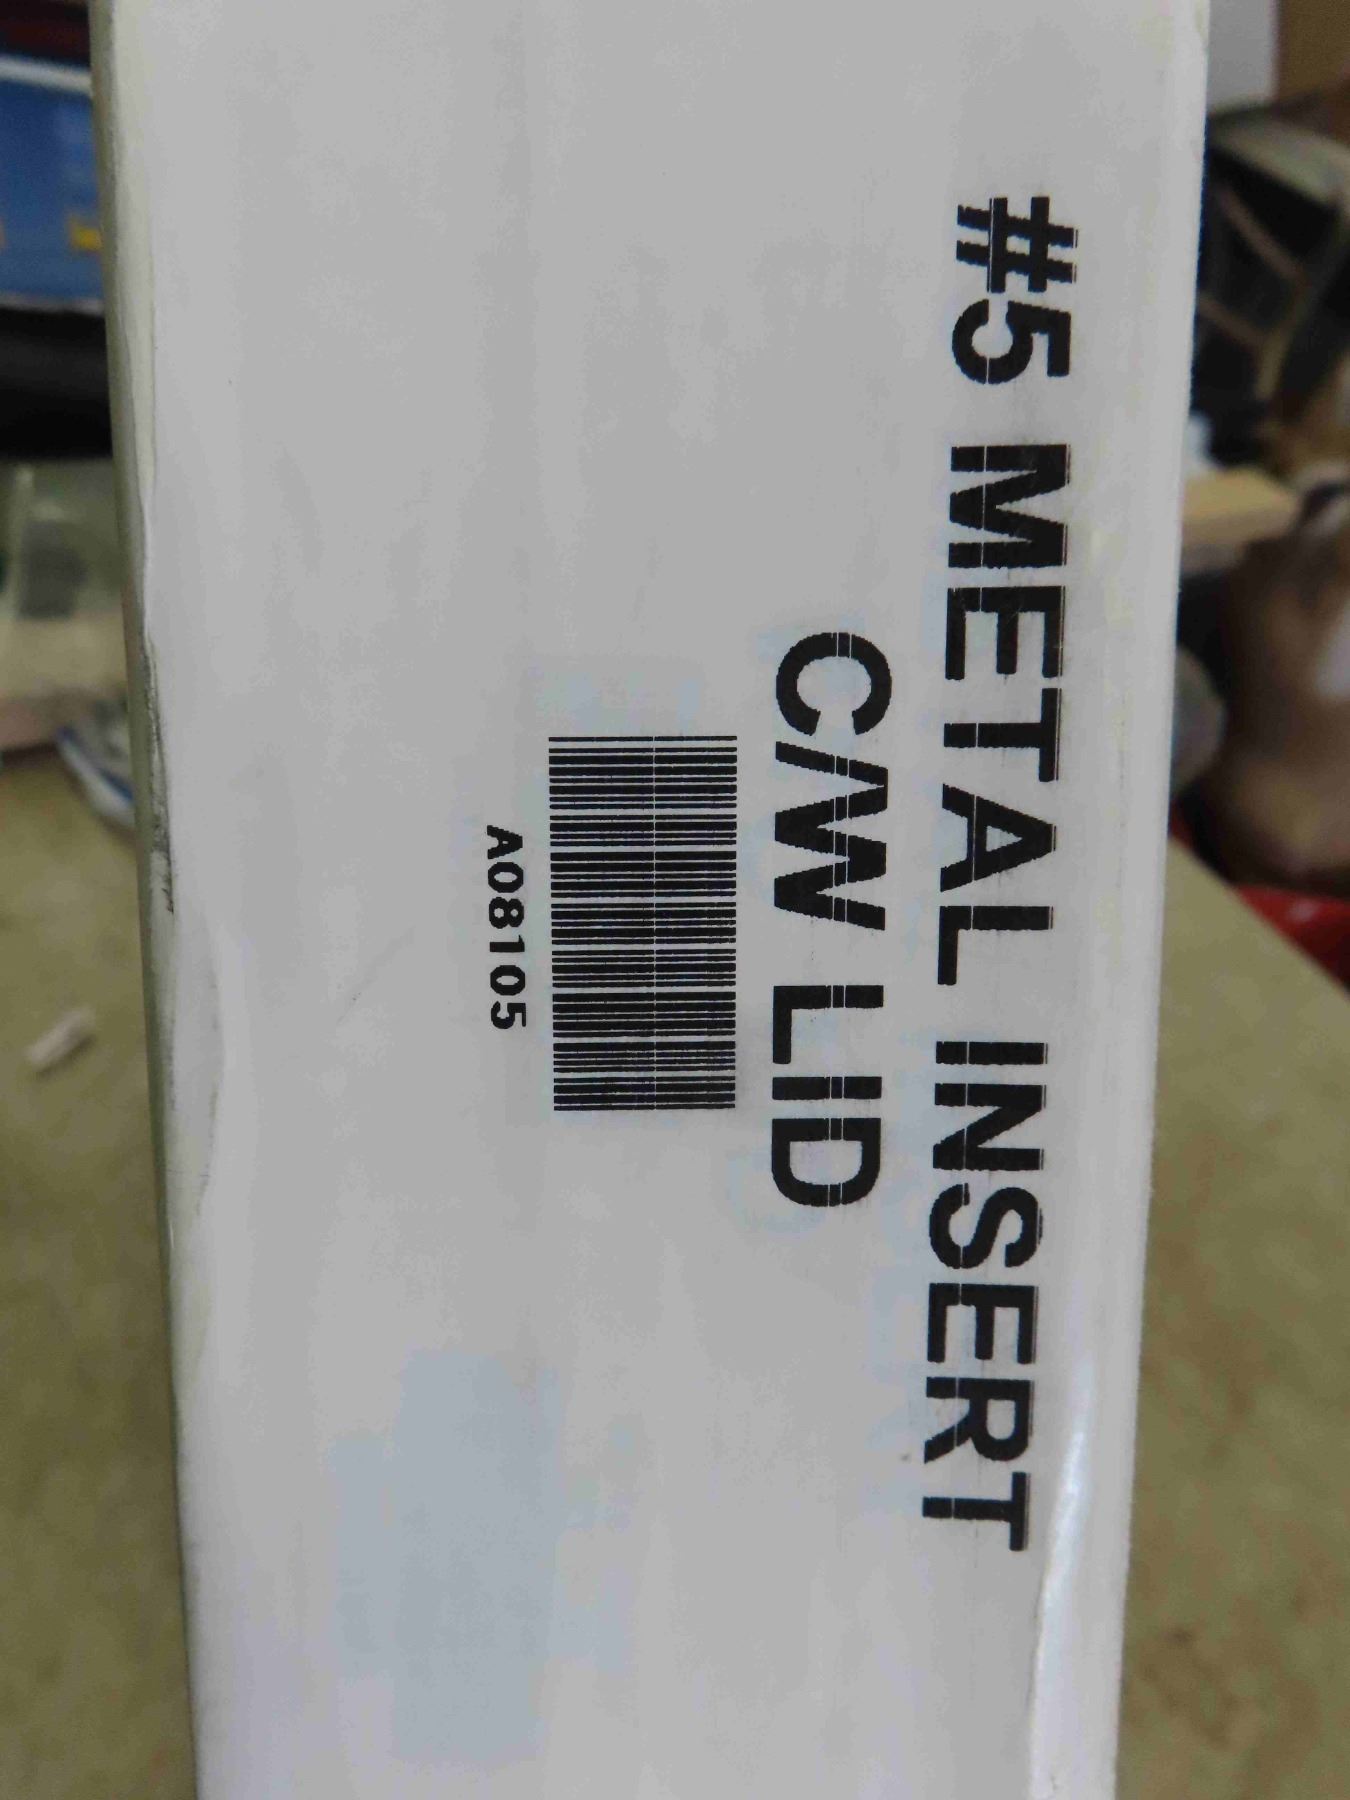 #5 METAL INSERT
C/W LID
A08105